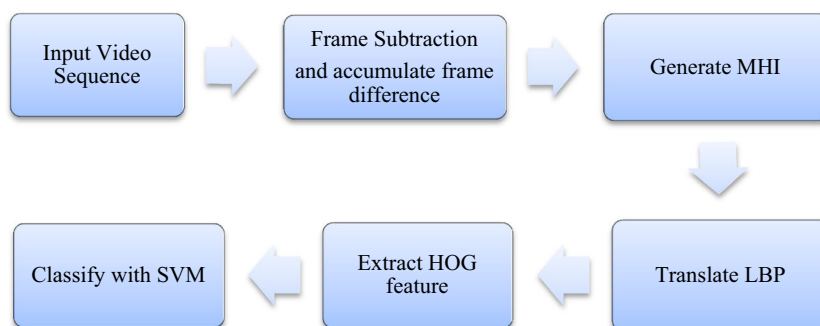 Input Video
Sequence
Frame Subtraction
and accumulate frame
difference
Generate MHI
Translate LBP
Extract HOG
feature
Classify with SVM